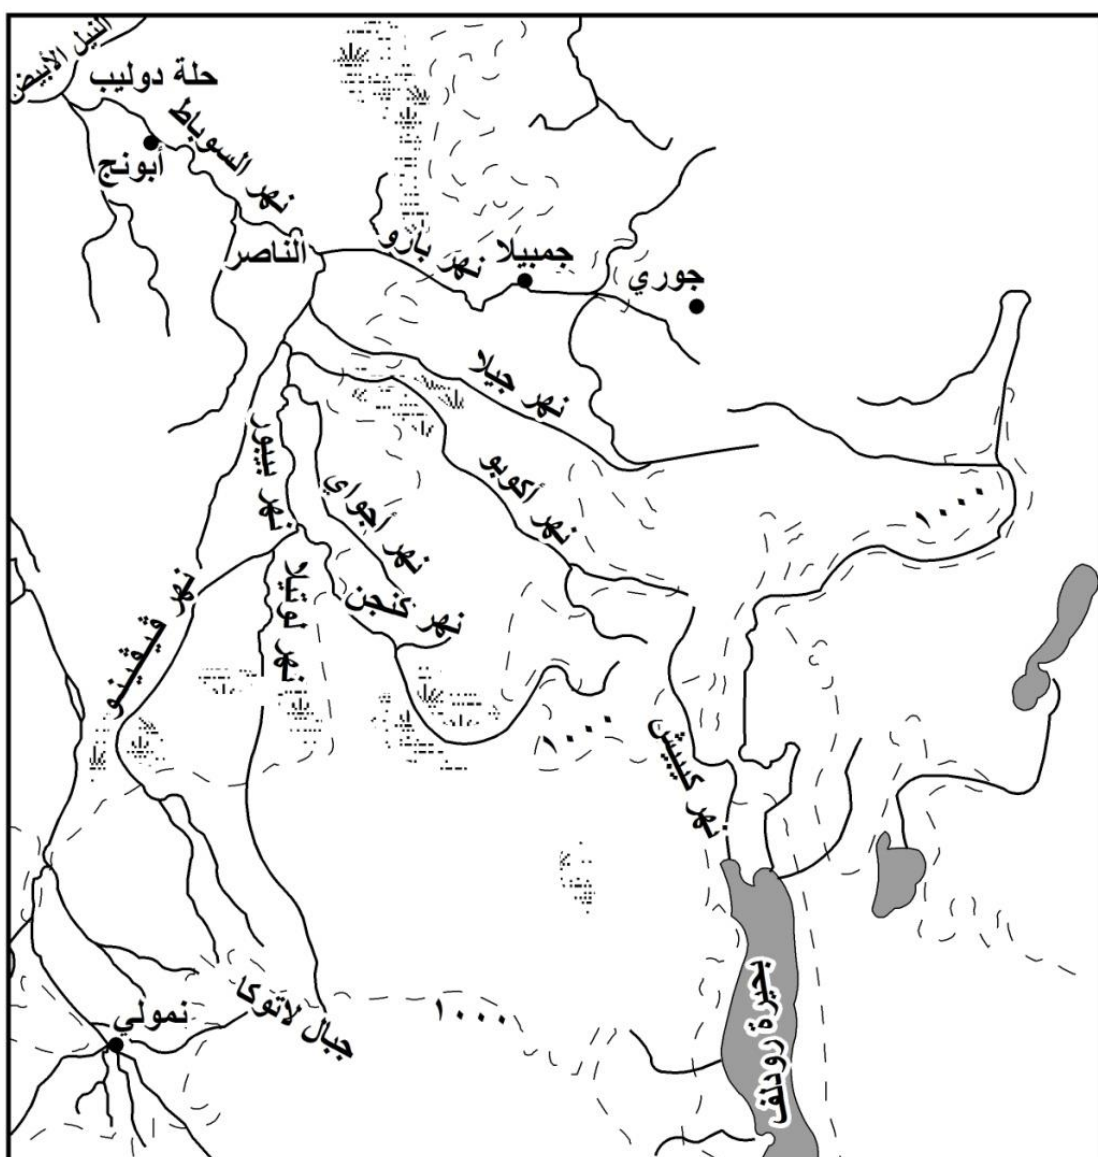 النيل الأبيض
حلة دوليب
نهر السوباط
أبونج
الناصر
نهر بارو
جمبيلا
جوري
نهر جيلا
نهر أكوبو
نهر بيبور
نهر أجواي
١٠٠٠
نهر كنجن
نهر فيفينو
١٠٠٠
نهر كيبيش
بحيرة رودلف
جبال لاتوكا
١٠٠٠
نمولي